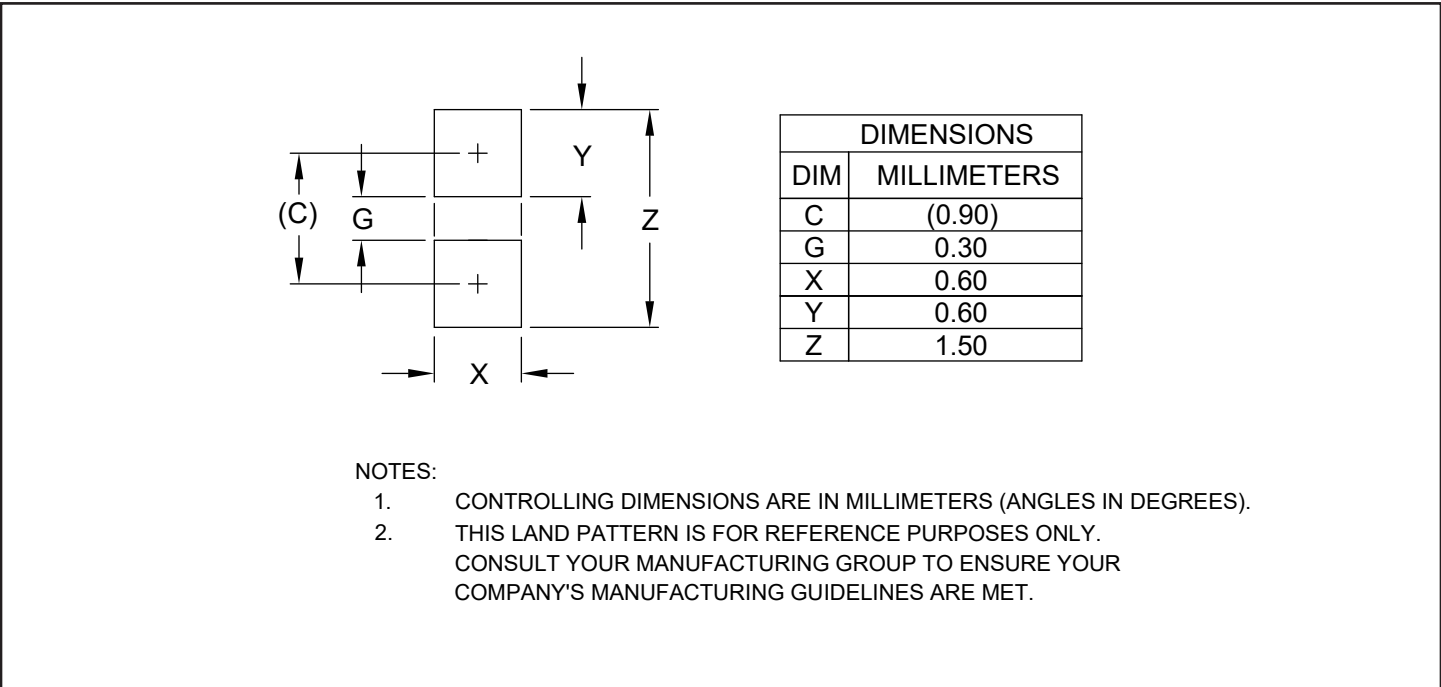 Y
(C)
G
Z
X
DIMENSIONS
DIM MILLIMETERS
C (0.90)
G 0.30
X 0.60
Y 0.60
Z 1.50
NOTES:
1. CONTROLLING DIMENSIONS ARE IN MILLIMETERS (ANGLES IN DEGREES).
2. THIS LAND PATTERN IS FOR REFERENCE PURPOSES ONLY.
CONSULT YOUR MANUFACTURING GROUP TO ENSURE YOUR
COMPANY'S MANUFACTURING GUIDELINES ARE MET.